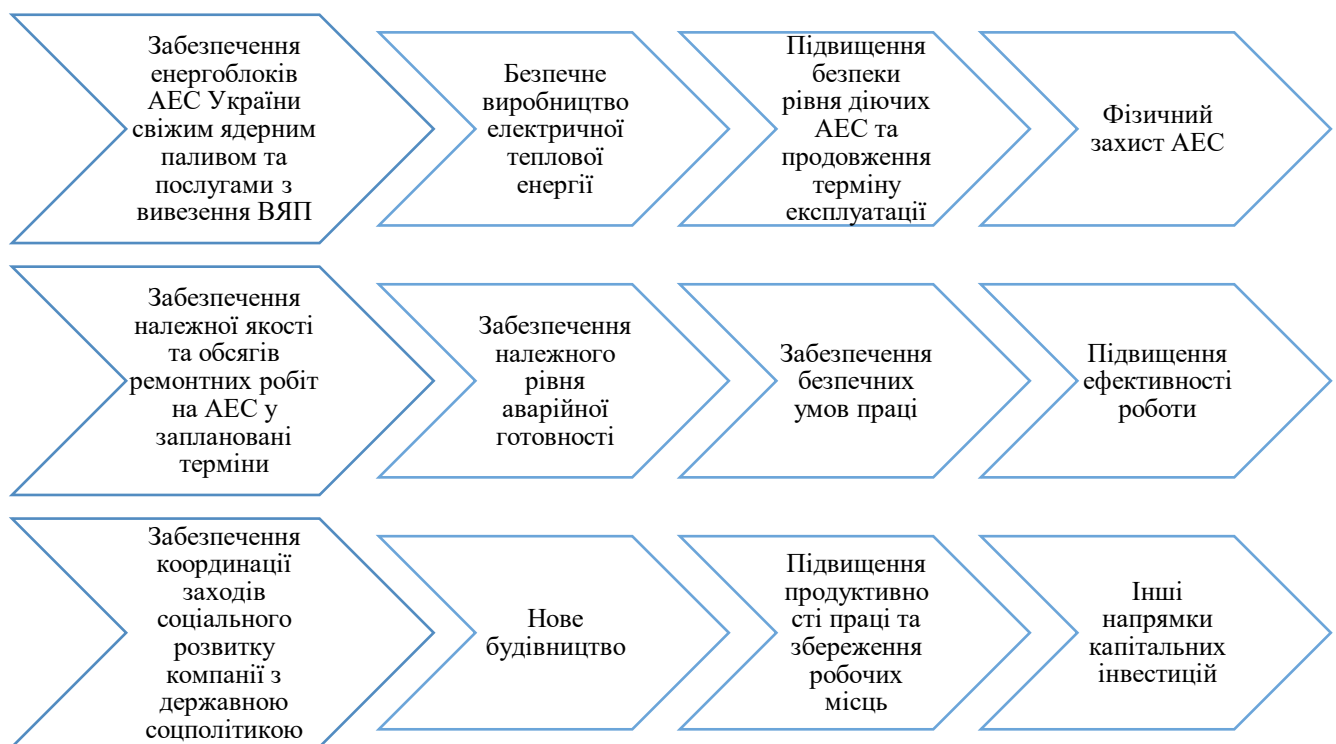 Забезпечення
енергоблоків
АЕС України
свіжим ядерним
паливом та
послугами з
вивезення ВЯП
Безпечне
виробництво
електричної
теплової
енергії
Підвищення
безпеки
рівня діючих
АЕС та
продовження
терміну
експлуатації
Фізичний
захист АЕС
Забезпечення
належної якості
та обсягів
ремонтних робіт
на АЕС у
заплановані
терміни
Забезпечення
належного
рівня
аварійної
готовності
Забезпечення
безпечних
умов праці
Підвищення
ефективності
роботи
Забезпечення
координації
заходів
соціального
розвитку
компанії з
державною
соцполітикою
Нове
будівництво
Підвищення
продуктивно
сті праці та
збереження
робочих
місць
Інші
напрямки
капітальних
інвестицій